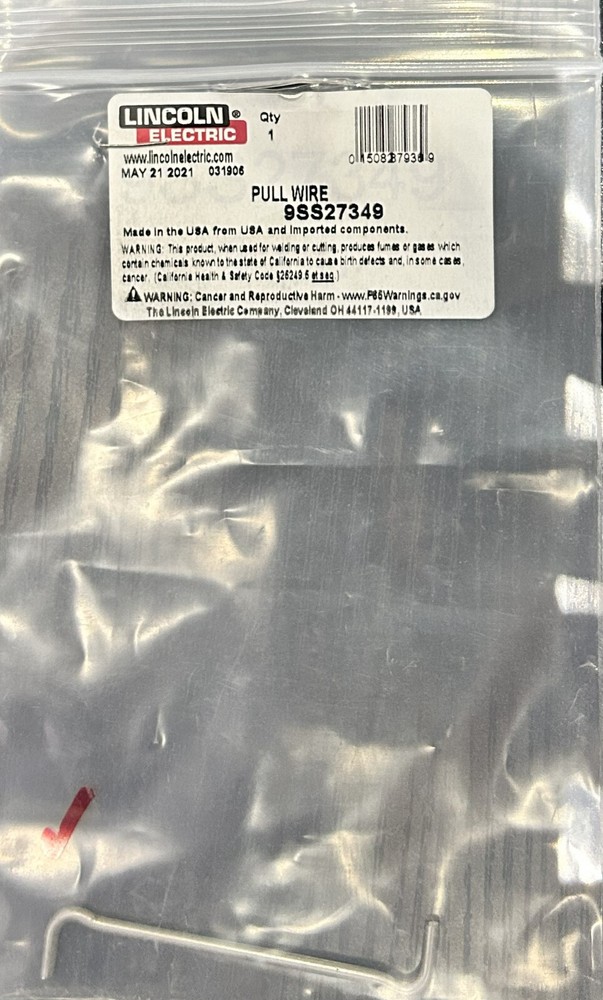 LINCOLN ®
ELECTRIC
Qty
1
www.lincolnelectric.com
MAY 21 2021 031906
PULL WIRE
9SS27349
Made in the USA from USA and imported components.
WARNING: This product, when used for welding or cutting, produces fumes or gases which
contain chemicals known to the state of California to cause birth defects and, in some cases,
cancer. (California Health & Safety Code §25249.5 et seq.)
WARNING: Cancer and Reproductive Harm - www.P65Warnings.ca.gov
The Lincoln Electric Company, Cleveland OH 44117-1199, USA